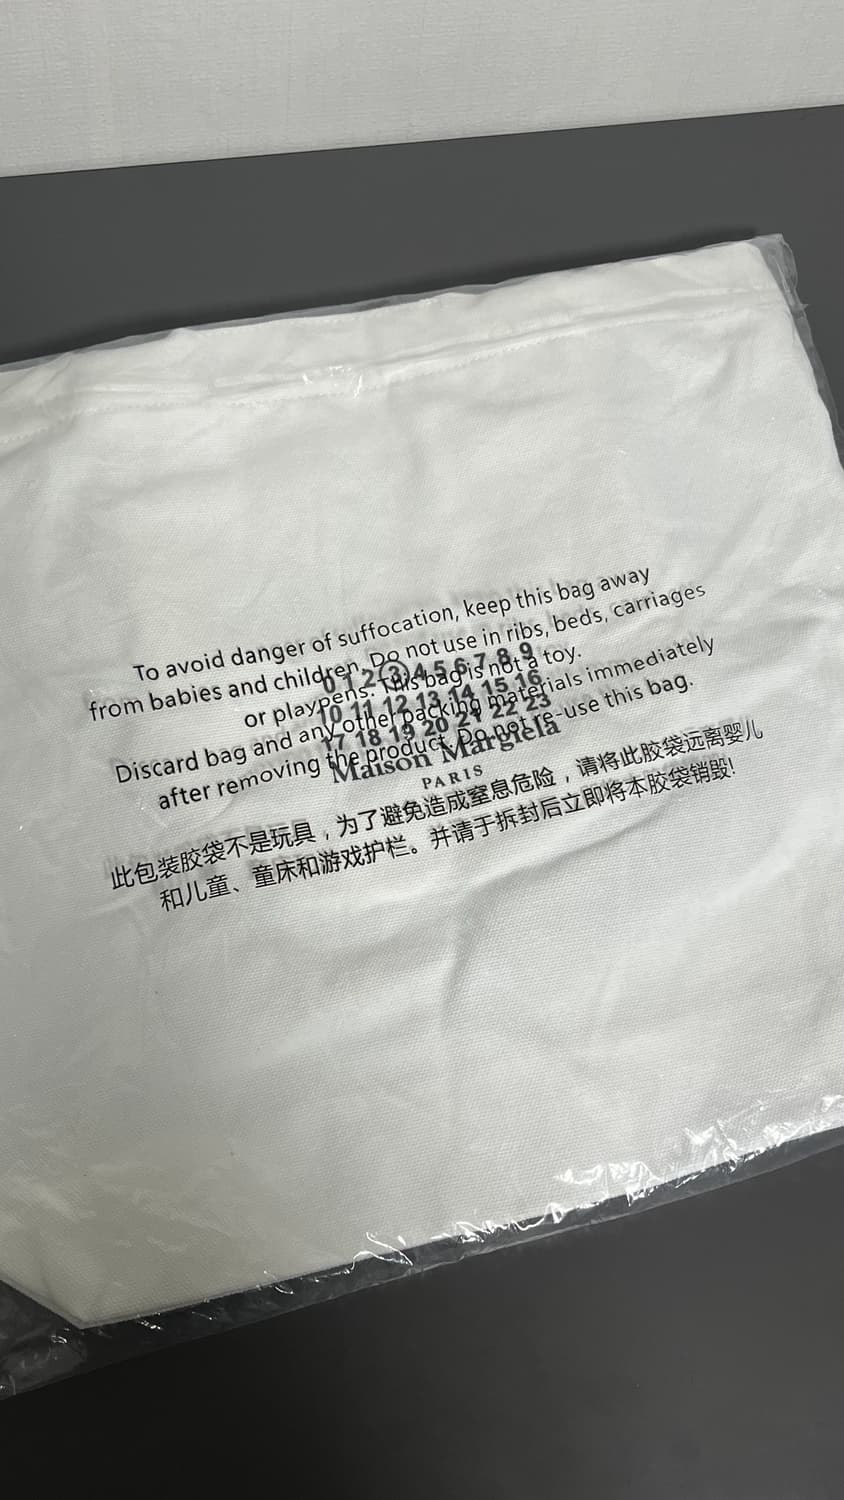 To avoid danger of suffocation, keep this bag away
from babies and children. Do not use in ribs, beds, carriages
or playpens. This bag is not a toy.
Discard bag and any other packing materials immediately
after removing the product. Do not re-use this bag.
0 1 2 3 4 5 6 7 8 9
10 11 12 13 14 15 16
17 18 19 20 21 22 23
Maison Margiela
PARIS
此包装胶袋不是玩具，为了避免造成窒息危险，请将此胶袋远离婴儿
和儿童、童床和游戏护栏。并请于拆封后立即将本胶袋销毁!